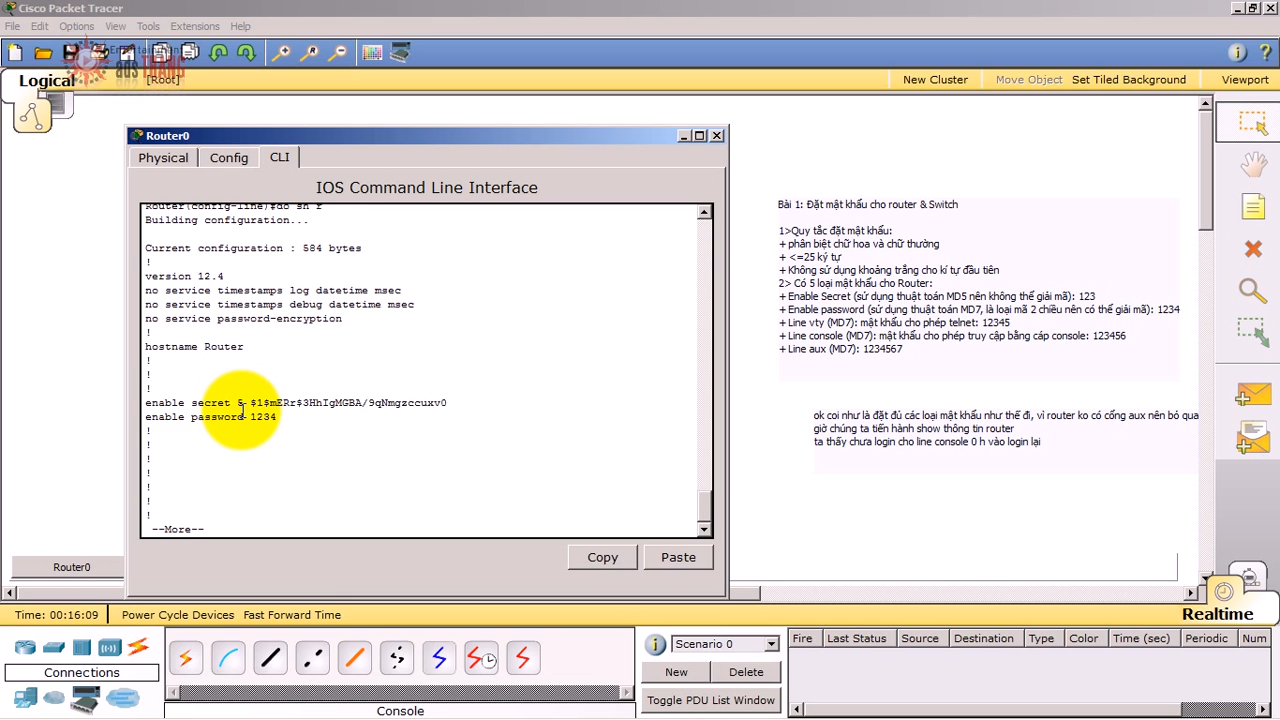 Cisco Packet Tracer
File Edit Options View Tools Extensions Help
Entertainment
ads TRANS
Logical
[Root]
New Cluster
Move Object
Set Tiled Background
Viewport
Router0
Physical
Config
CLI
IOS Command Line Interface
Router(config-line)#do sh r
Building configuration...
Current configuration : 584 bytes
!
version 12.4
no service timestamps log datetime msec
no service timestamps debug datetime msec
no service password-encryption
!
hostname Router
!
!
!
enable secret 5 $1$mERr$3HhIgMGBA/9qNmgzccuxv0
enable password 1234
!
!
!
!
!
!
!
--More--
Copy
Paste
Bài 1: Đặt mật khẩu cho router & Switch
1>Quy tắc đặt mật khẩu:
+ phân biệt chữ hoa và chữ thường
+ <=25 ký tự
+ Không sử dụng khoảng trắng cho kí tự đầu tiên
2> Có 5 loại mật khẩu cho Router:
+ Enable Secret (sử dụng thuật toán MD5 nên không thể giải mã): 123
+ Enable password (sử dụng thuật toán MD7, là loại mã 2 chiều nên có thể giải mã): 1234
+ Line vty (MD7): mật khẩu cho phép telnet: 12345
+ Line console (MD7): mật khẩu cho phép truy cập bằng cáp console: 123456
+ Line aux (MD7): 1234567
ok coi như là đặt đủ các loại mật khẩu như thế đi, vì router ko có cổng aux nên bỏ qua
giờ chúng ta tiến hành show thông tin router
ta thấy chưa login cho line console 0 h vào login lại
Router0
Time: 00:16:09
Power Cycle Devices
Fast Forward Time
Realtime
Connections
Console
Scenario 0
New
Delete
Toggle PDU List Window
Fire
Last Status
Source
Destination
Type
Color
Time (sec)
Periodic
Num